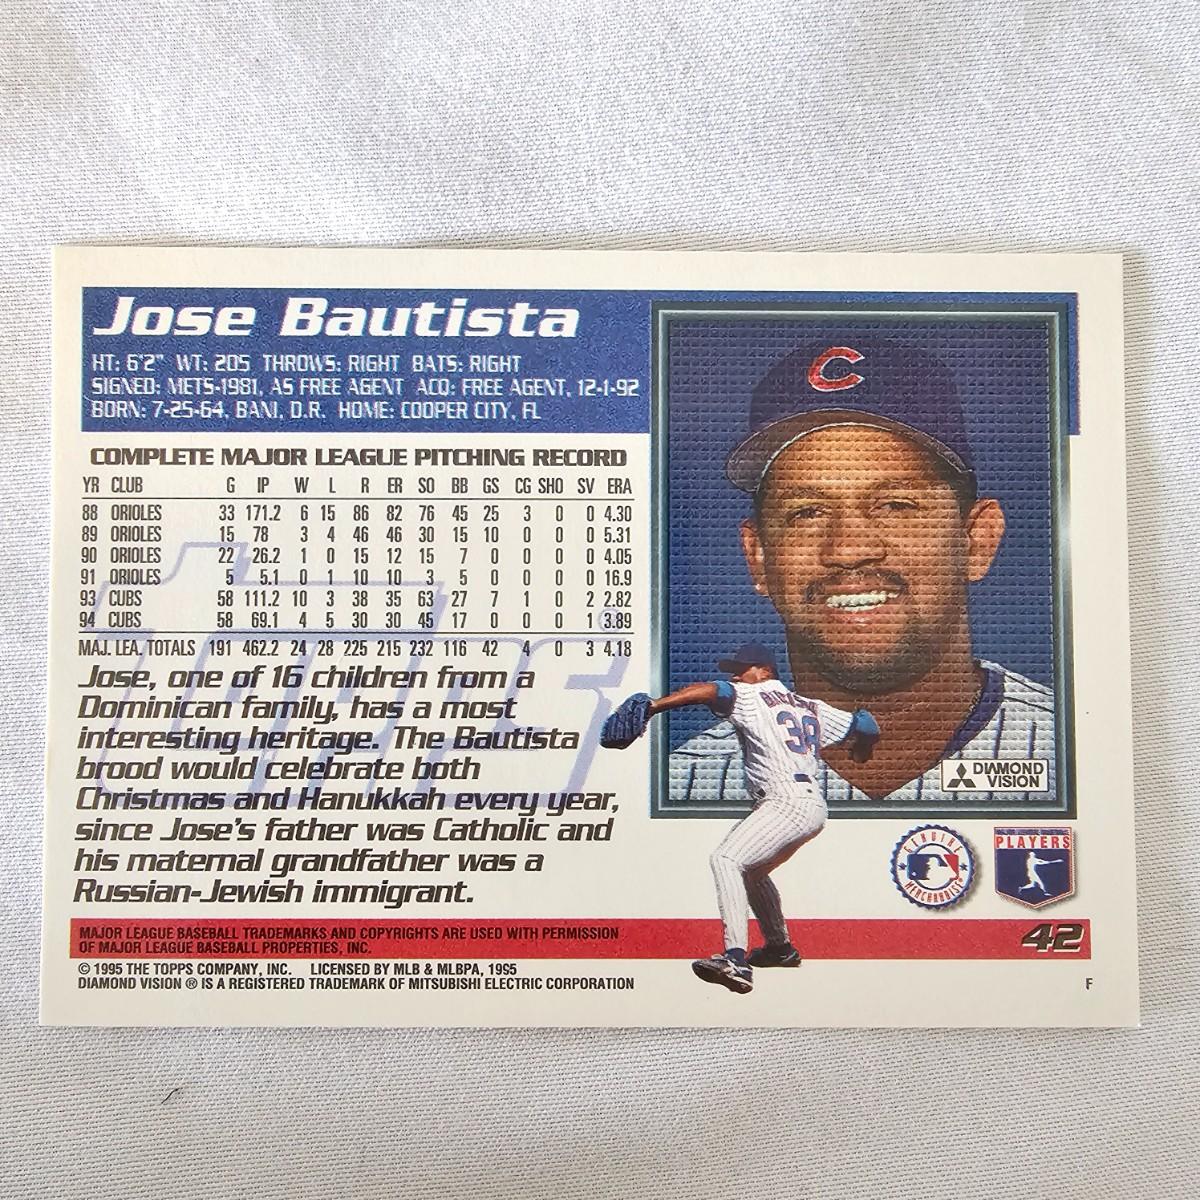 Jose Bautista
HT: 6'2" WT: 205 THROWS: RIGHT BATS: RIGHT
SIGNED: METS-1981, AS FREE AGENT ACQ: FREE AGENT, 12-1-92
BORN: 7-25-64, BANI, D.R. HOME: COOPER CITY, FL
COMPLETE MAJOR LEAGUE PITCHING RECORD
YR CLUB G IP W L R ER SO BB GS CG SHO SV ERA
88 ORIOLES 33 171.2 6 15 86 82 76 45 25 3 0 0 4.30
89 ORIOLES 15 78 3 4 46 46 30 15 10 0 0 0 5.31
90 ORIOLES 22 26.2 1 0 15 12 15 7 0 0 0 0 4.05
91 ORIOLES 5 5.1 0 1 10 10 3 5 0 0 0 0 16.9
93 CUBS 58 111.2 10 3 38 35 63 27 7 1 0 2 2.82
94 CUBS 58 69.1 4 5 30 30 45 17 0 0 0 1 3.89
MAJ. LEA. TOTALS 191 462.2 24 28 225 215 232 116 42 4 0 3 4.18
topps
Jose, one of 16 children from a
Dominican family, has a most
interesting heritage. The Bautista
brood would celebrate both
Christmas and Hanukkah every year,
since Jose's father was Catholic and
his maternal grandfather was a
Russian-Jewish immigrant.
C
BAUTISTA
38
DIAMOND
VISION
GENUINE
MERCHANDISE
PLAYERS
MAJOR LEAGUE BASEBALL TRADEMARKS AND COPYRIGHTS ARE USED WITH PERMISSION
OF MAJOR LEAGUE BASEBALL PROPERTIES, INC.
42
© 1995 THE TOPPS COMPANY, INC. LICENSED BY MLB & MLBPA, 1995
DIAMOND VISION ® IS A REGISTERED TRADEMARK OF MITSUBISHI ELECTRIC CORPORATION
F